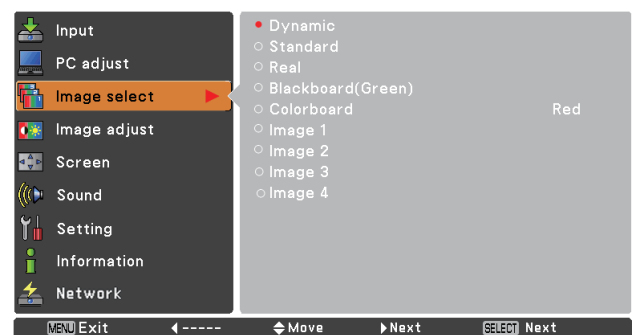 Input
PC adjust
Image select
Image adjust
Screen
Sound
Setting
Information
Network
Dynamic
Standard
Real
Blackboard(Green)
Colorboard Red
Image 1
Image 2
Image 3
Image 4
MENU Exit ----- Move Next SELECT Next